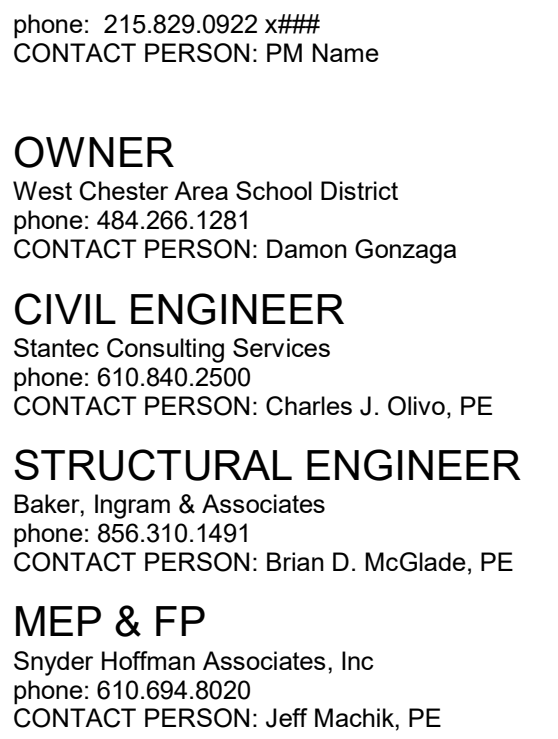 phone:  215.829.0922 x###
CONTACT PERSON: PM Name
OWNER
West Chester Area School District
phone: 484.266.1281
CONTACT PERSON: Damon Gonzaga
CIVIL ENGINEER
Stantec Consulting Services
phone: 610.840.2500
CONTACT PERSON: Charles J. Olivo, PE
STRUCTURAL ENGINEER
Baker, Ingram & Associates
phone: 856.310.1491
CONTACT PERSON: Brian D. McGlade, PE
MEP & FP
Snyder Hoffman Associates, Inc
phone: 610.694.8020
CONTACT PERSON: Jeff Machik, PE